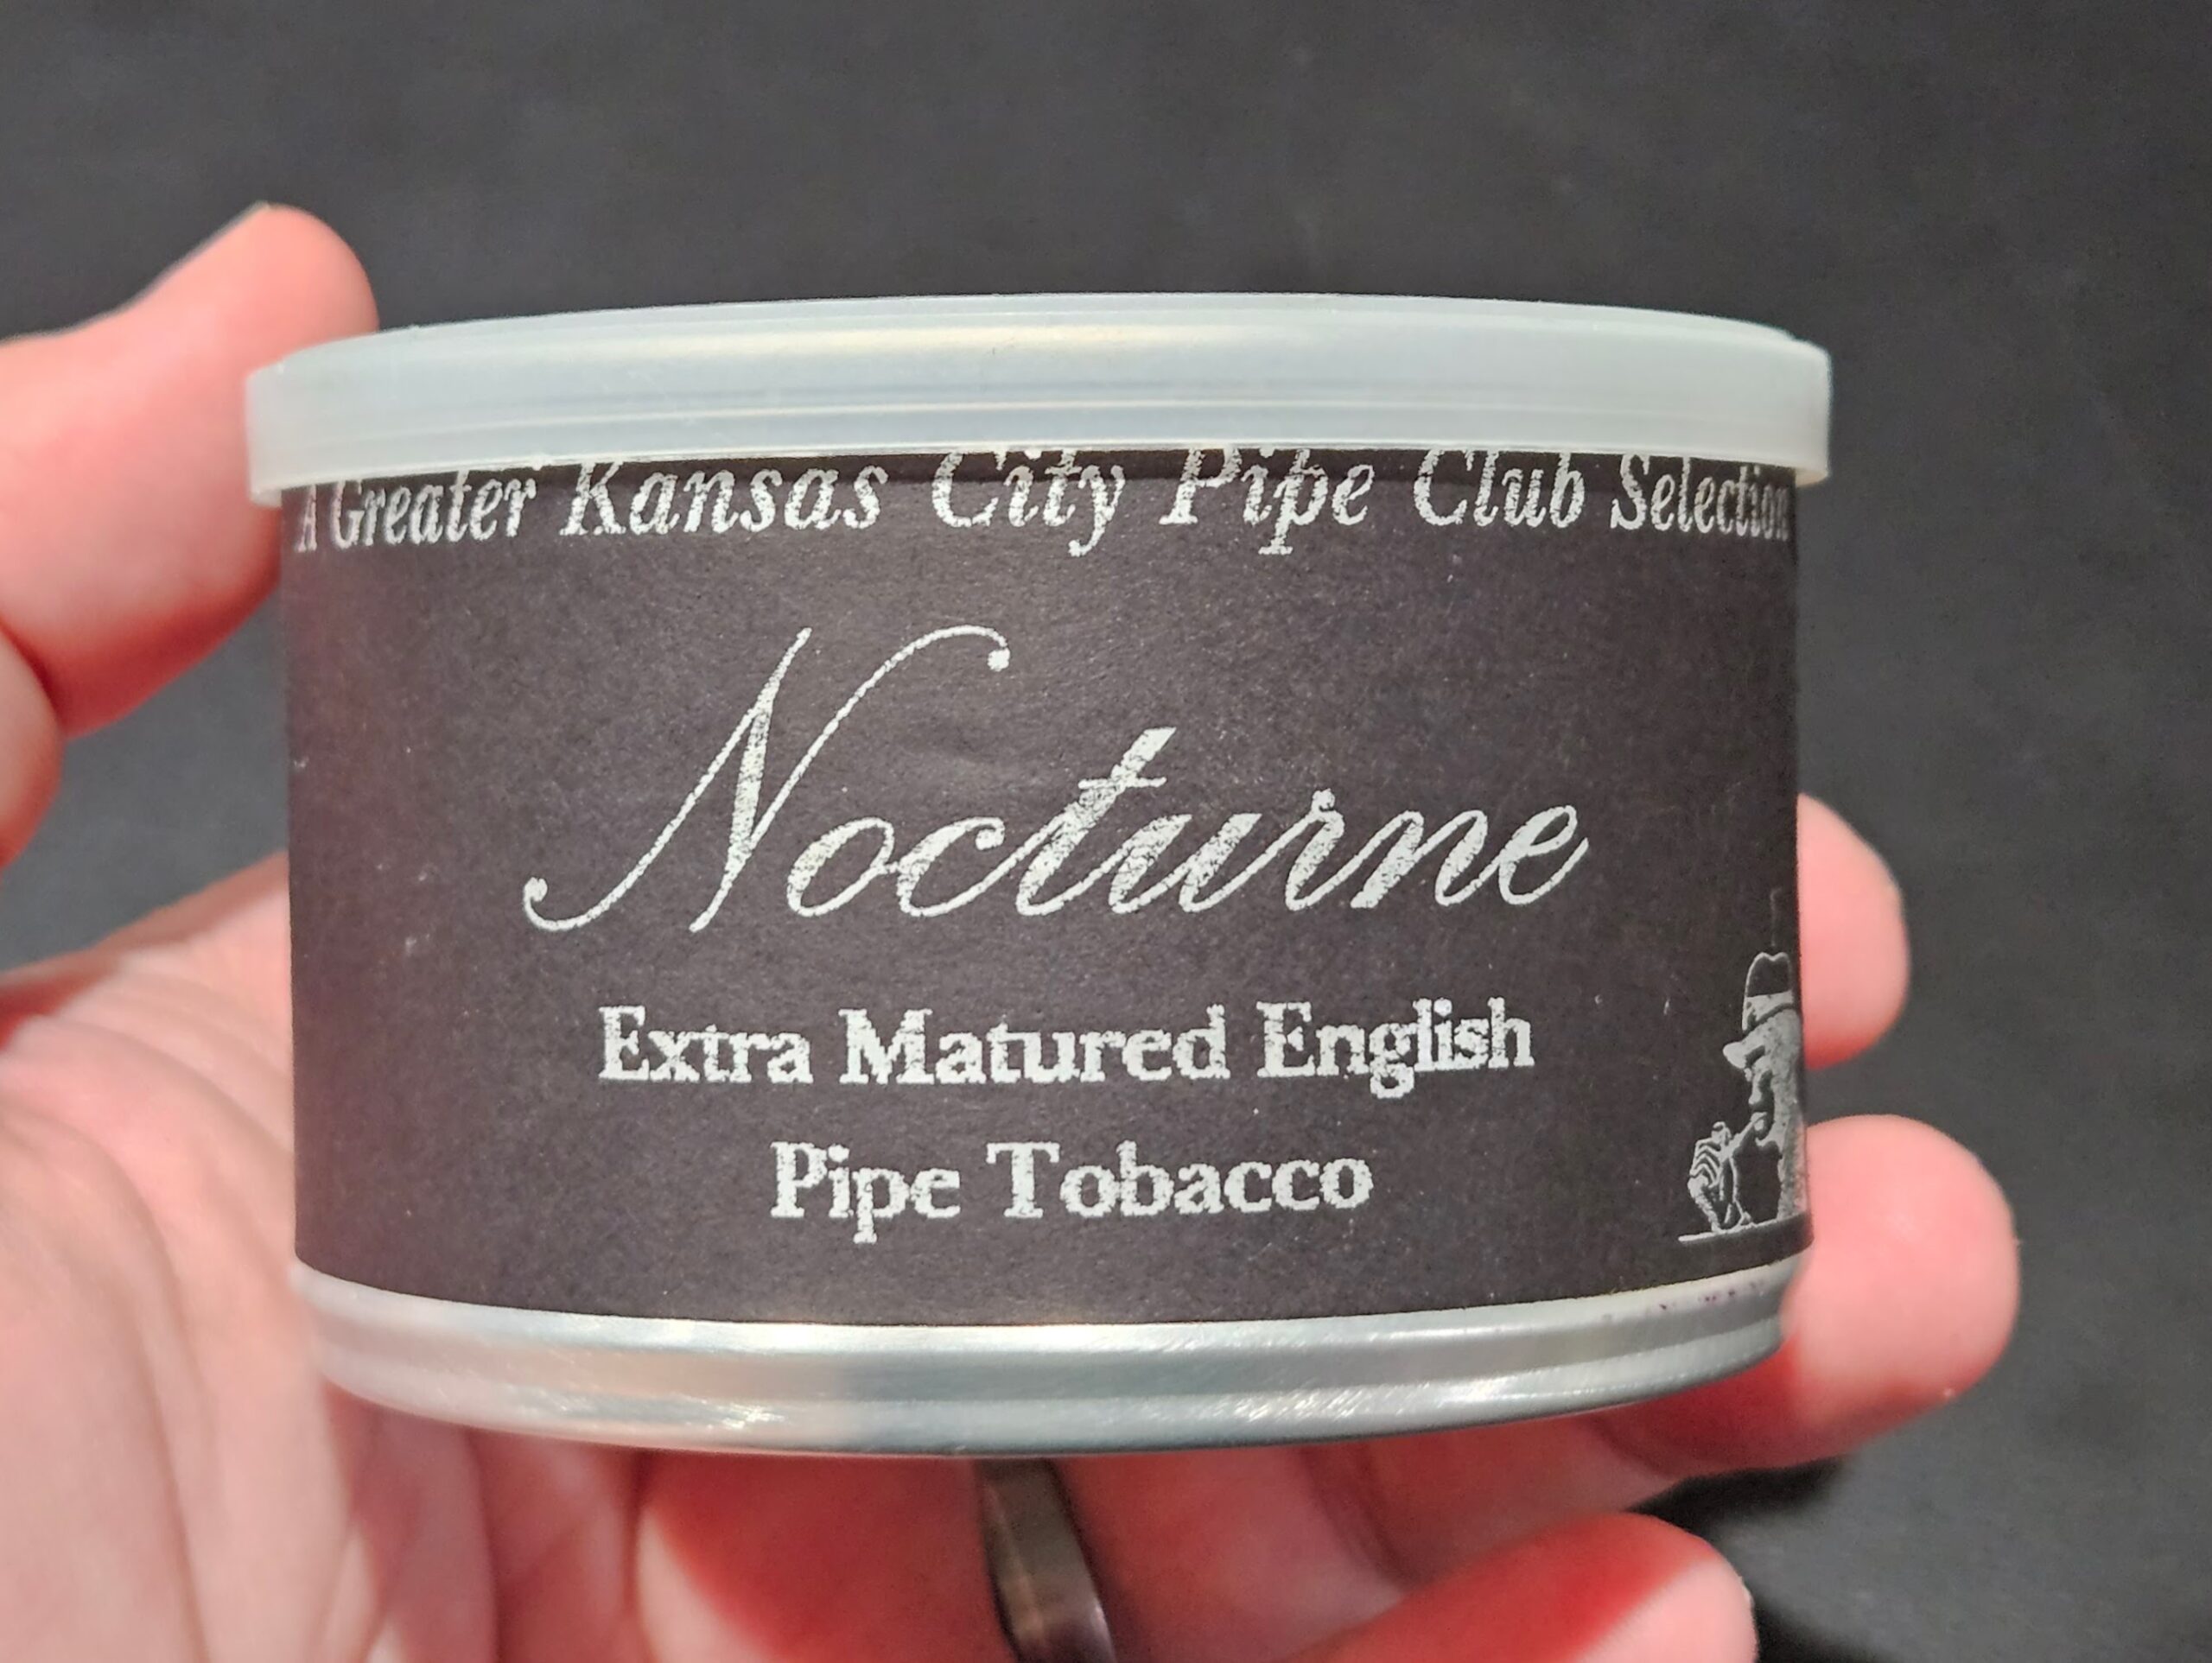 A Greater Kansas City Pipe Club Selection
Nocturne
Extra Matured English
Pipe Tobacco